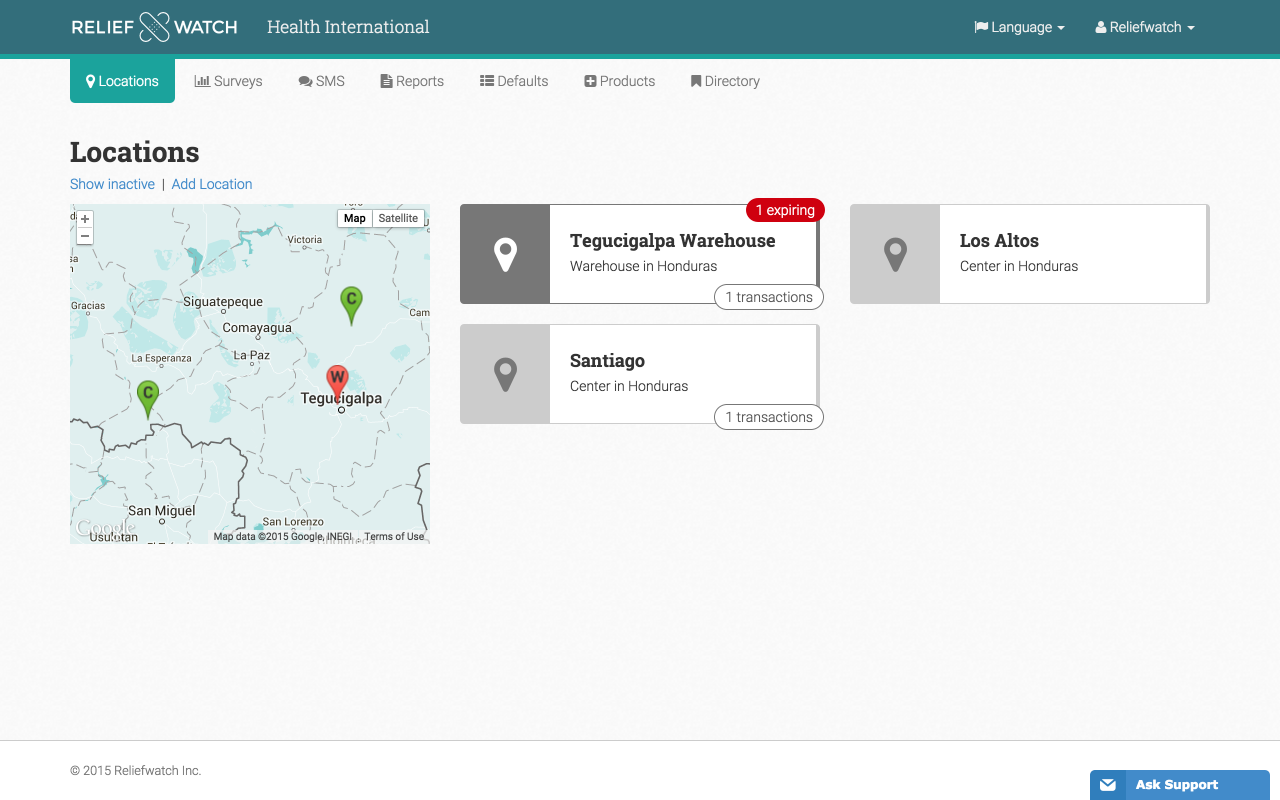 RELIEF WATCH Health International Language Reliefwatch
Locations Surveys SMS Reports Defaults Products Directory
Locations
Show inactive | Add Location
+
−
Map Satellite
Victoria
Gracias
Siguatepeque
Comayagua
Cam
La Esperanza
La Paz
C
C
W
Tegucigalpa
San Miguel
San Lorenzo
Google
Usulutan
Map data ©2015 Google, INEGI Terms of Use
1 expiring
Tegucigalpa Warehouse
Warehouse in Honduras
1 transactions
Los Altos
Center in Honduras
Santiago
Center in Honduras
1 transactions
© 2015 Reliefwatch Inc.
Ask Support